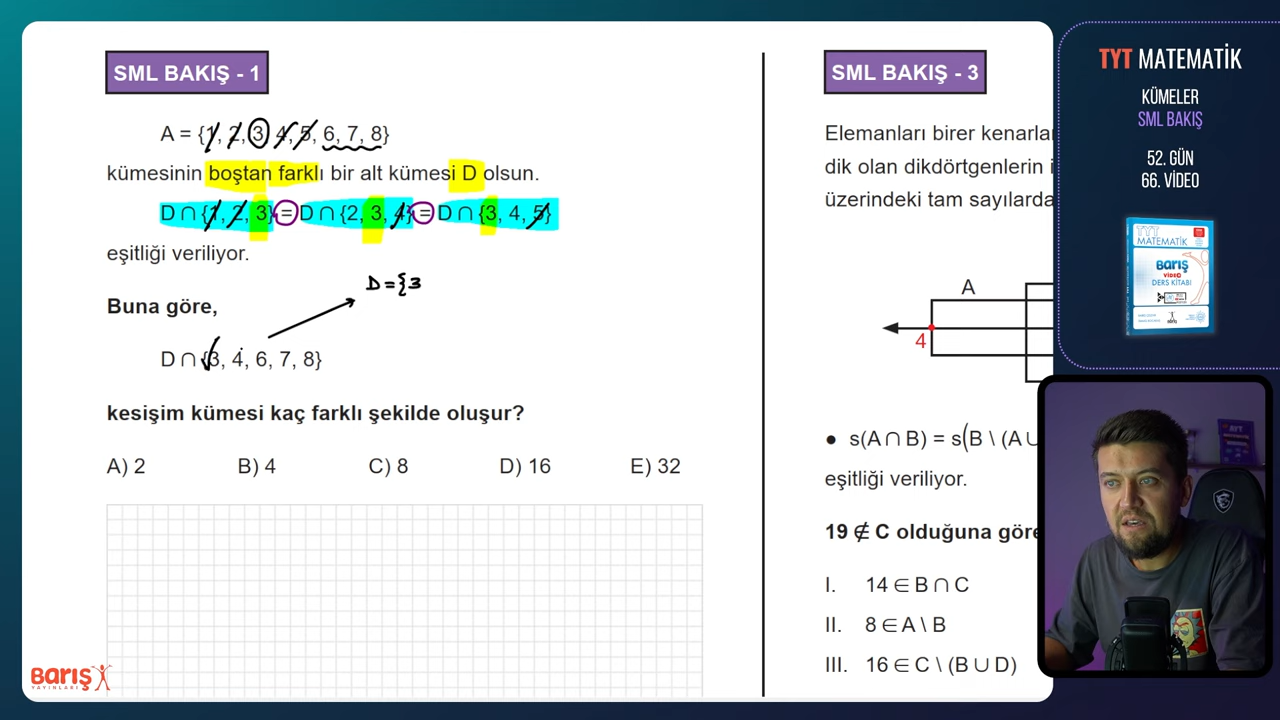 SML BAKIŞ - 1
A = {1, 2, 3, 4, 5, 6, 7, 8}
kümesinin boştan farklı bir alt kümesi D olsun.
D ∩ {1, 2, 3} = D ∩ {2, 3, 4} = D ∩ {3, 4, 5}
eşitliği veriliyor.
D = {3
Buna göre,
D ∩ {3, 4, 6, 7, 8}
kesişim kümesi kaç farklı şekilde oluşur?
A) 2 B) 4 C) 8 D) 16 E) 32
BARIŞ
YAYINLARI
SML BAKIŞ - 3
Elemanları birer kenarla
dik olan dikdörtgenlerin
üzerindeki tam sayılarda
A
4
● s(A ∩ B) = s(B \ (A ∪
eşitliği veriliyor.
19 ∉ C olduğuna göre
I. 14 ∈ B ∩ C
II. 8 ∈ A \ B
III. 16 ∈ C \ (B ∪ D)
TYT MATEMATİK
KÜMELER
SML BAKIŞ
52. GÜN
66. VİDEO
TYT
MATEMATİK
BARIŞ
VİDEO
DERS KİTABI